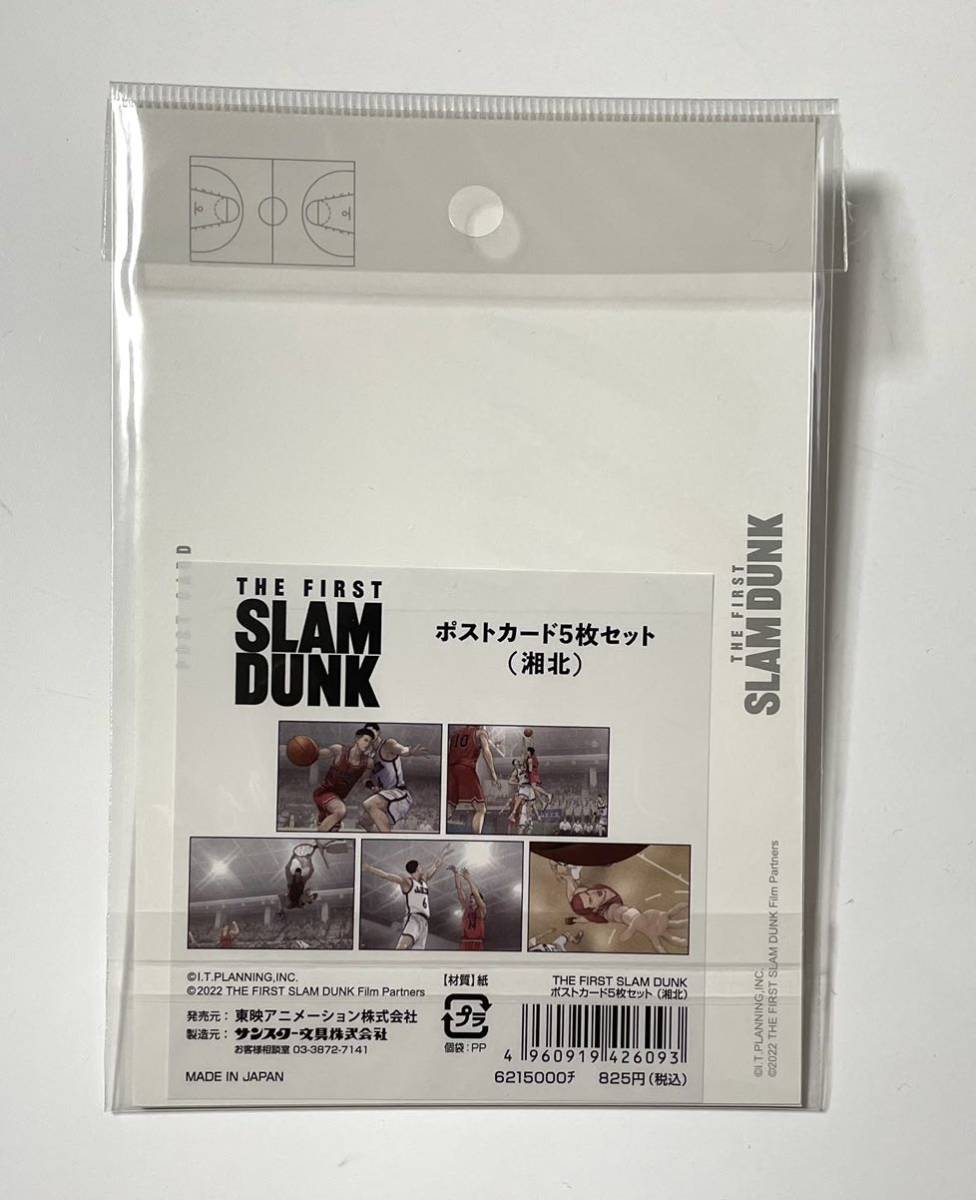 THE FIRST
SLAM
DUNK
ポストカード5枚セット
（湘北）
THE FIRST
SLAM DUNK
©I.T.PLANNING,INC.
©2022 THE FIRST SLAM DUNK Film Partners
10
6
14
©I.T.PLANNING,INC.
©2022 THE FIRST SLAM DUNK Film Partners
発売元：東映アニメーション株式会社
製造元：サンスター文具株式会社
お客様相談室 03-3872-7141
MADE IN JAPAN
【材質】紙
プラ
個袋：PP
THE FIRST SLAM DUNK
ポストカード5枚セット（湘北）
4 960919 426093
6215000ﾁ 825円（税込）